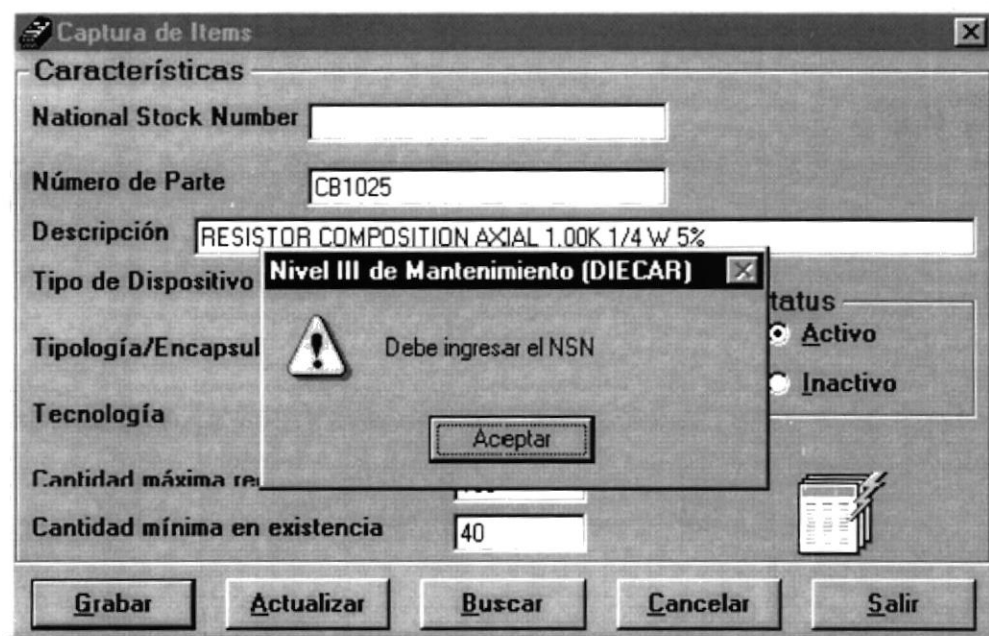 Captura de Items
Características
National Stock Number
Número de Parte CB1025
Descripción RESISTOR COMPOSITION AXIAL 1.00K 1/4 W 5%
Nivel III de Mantenimiento (DIECAR)
Tipo de Dispositivo
tatus
Activo
Debe ingresar el NSN
Tipología/Encapsul
Inactivo
Tecnología
Aceptar
Cantidad máxima re
Cantidad mínima en existencia 40
Grabar Actualizar Buscar Cancelar Salir